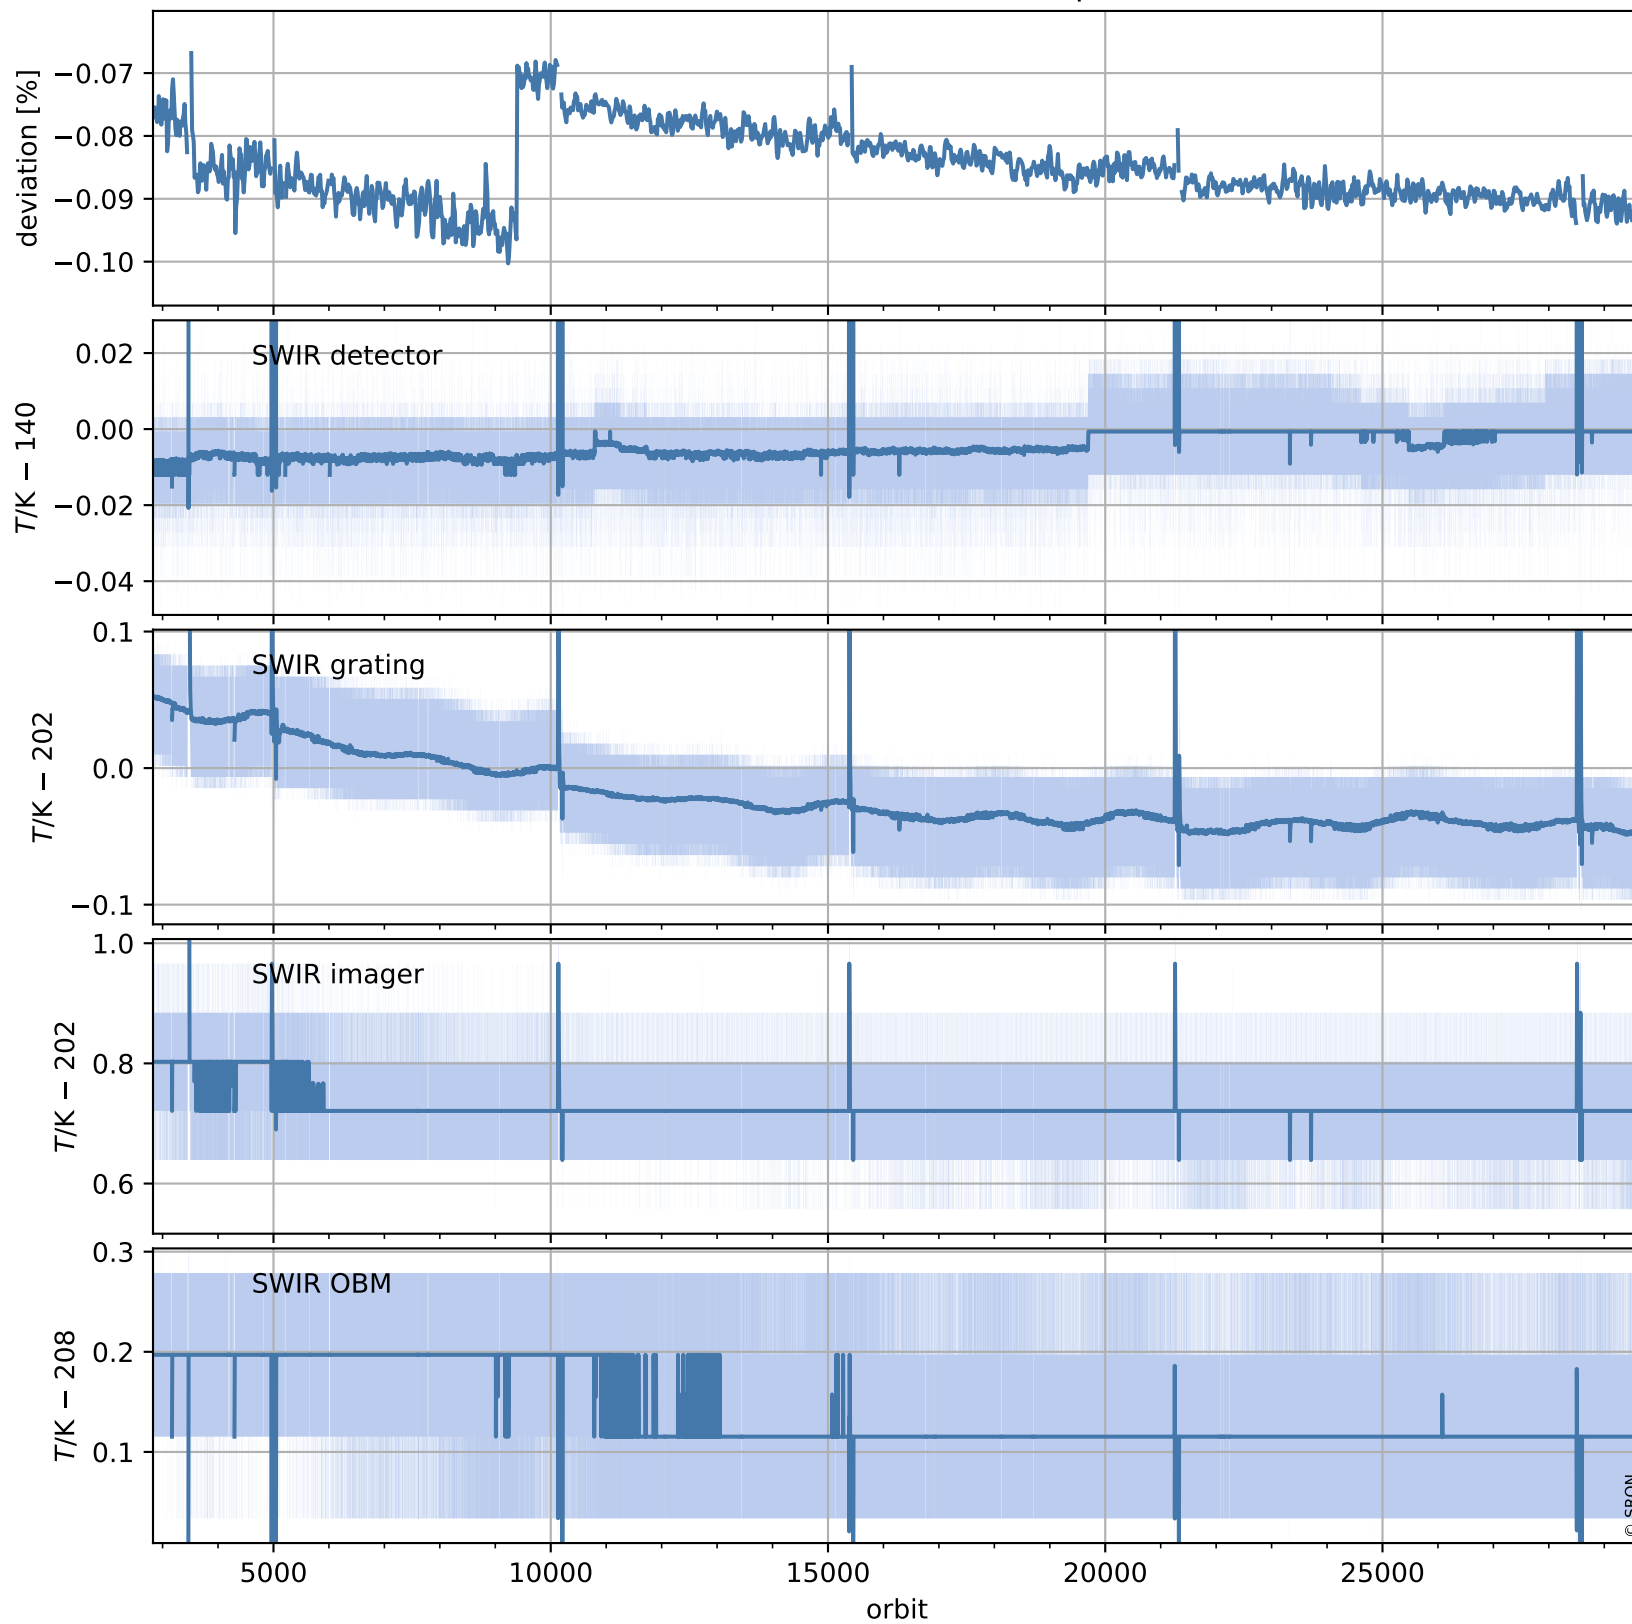 deviation [%]
−0.07
−0.08
−0.09
−0.10
SWIR detector
T/K − 140
0.02
0.00
−0.02
−0.04
SWIR grating
T/K − 202
0.1
0.0
−0.1
SWIR imager
T/K − 202
1.0
0.8
0.6
SWIR OBM
T/K − 208
0.3
0.2
0.1
© SRON
5000
10000
15000
20000
25000
orbit